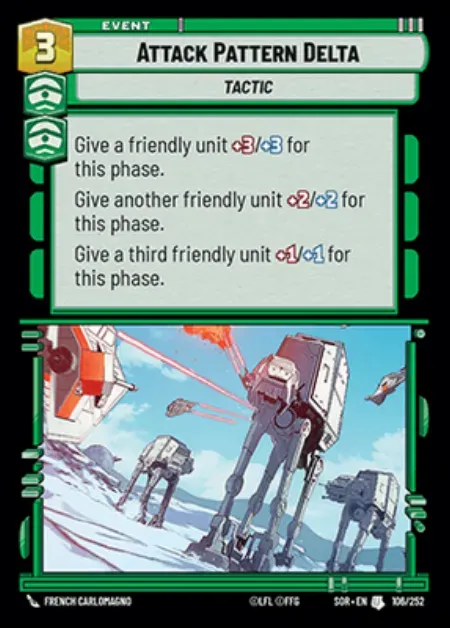 EVENT
3
ATTACK PATTERN DELTA
TACTIC
Give a friendly unit +3/+3 for
this phase.
Give another friendly unit +2/+2 for
this phase.
Give a third friendly unit +1/+1 for
this phase.
FRENCH CARLOMAGNO
©LFL ⓒFFG
SOR • EN
106/252